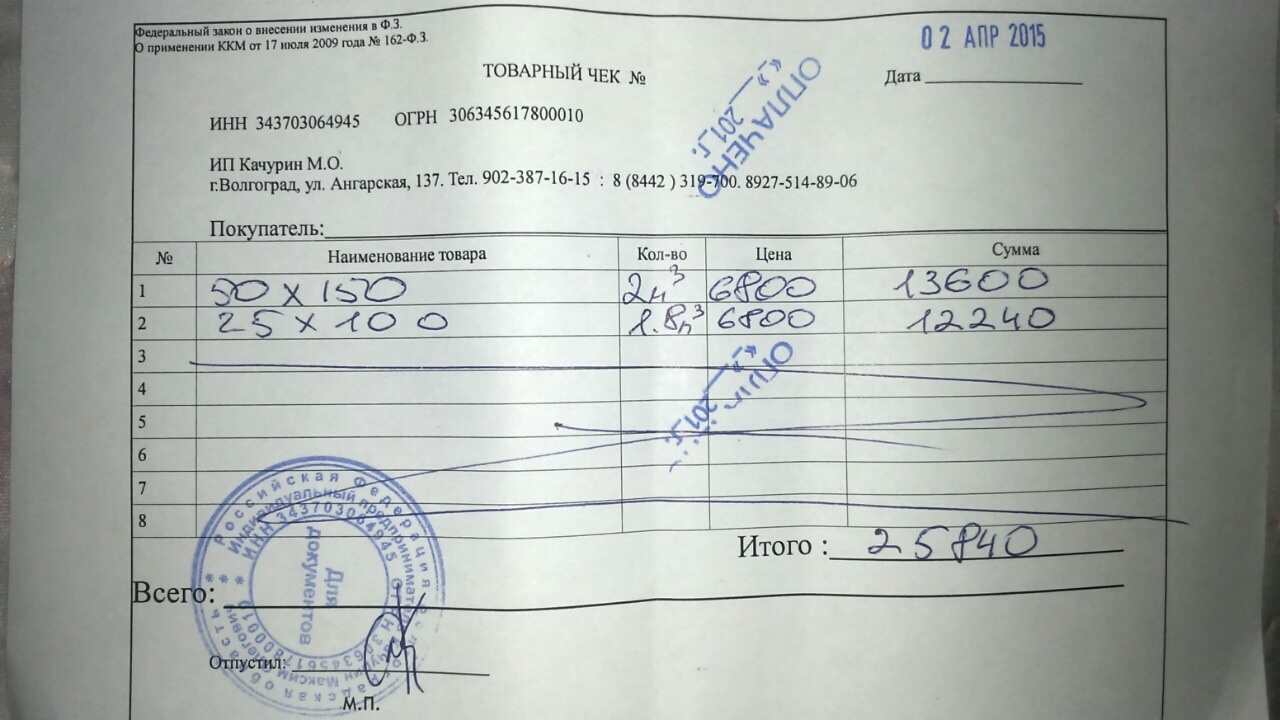 Федеральный закон о внесении изменения в Ф.З.
О применении ККМ от 17 июля 2009 года № 162-Ф.З.
02 АПР 2015
ТОВАРНЫЙ ЧЕК №
Дата
ИНН 343703064945 ОГРН 306345617800010
ОПЛАЧЕНО
«__»____201_г.
ИП Качурин М.О.
г.Волгоград, ул. Ангарская, 137. Тел. 902-387-16-15 : 8 (8442 ) 319-700. 8927-514-89-06
Покупатель:
№ Наименование товара Кол-во Цена Сумма
1 50 x 150 2м³ 6800 13600
2 25 x 100 1.8м³ 6800 12240
3
4
5
6
7
8
«__»____201_г.
Итого : 25840
Всего:
Российская Федерация
Индивидуальный предприниматель
ИНН 343703064945
Для
документов
Отпустил:
М.П.